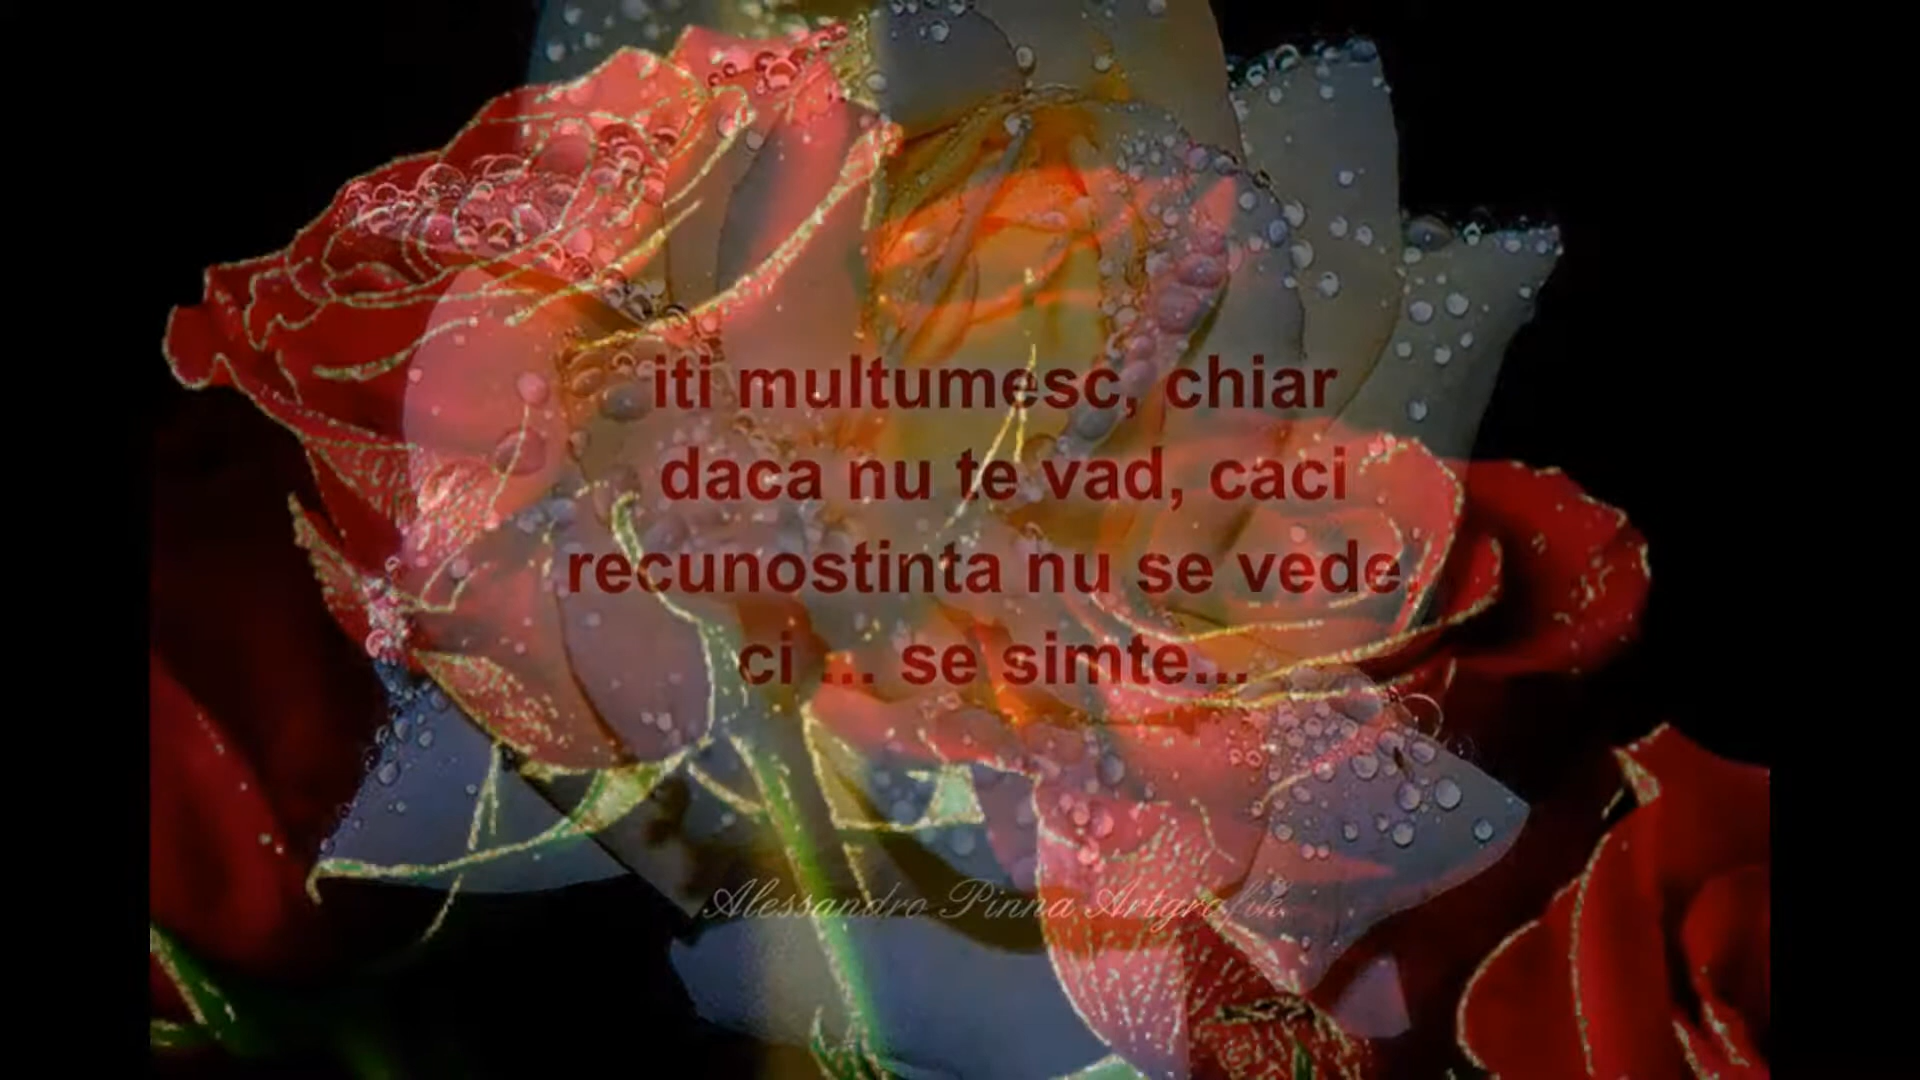 iti multumesc, chiar
daca nu te vad, caci
recunostinta nu se vede,
ci ... se simte...
Alessandro Pinna Artgrafik